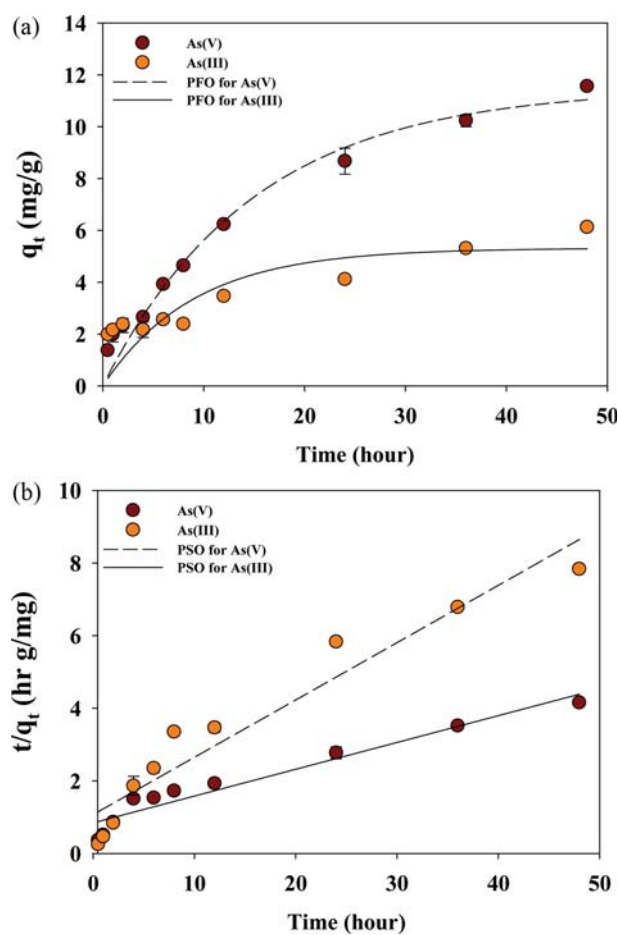 (a)
14
12
10
8
6
4
2
0
qt (mg/g)
As(V)
As(III)
PFO for As(V)
PFO for As(III)
0 10 20 30 40 50
Time (hour)
(b)
10
8
6
4
2
0
t/qt (hr g/mg)
As(V)
As(III)
PSO for As(V)
PSO for As(III)
0 10 20 30 40 50
Time (hour)